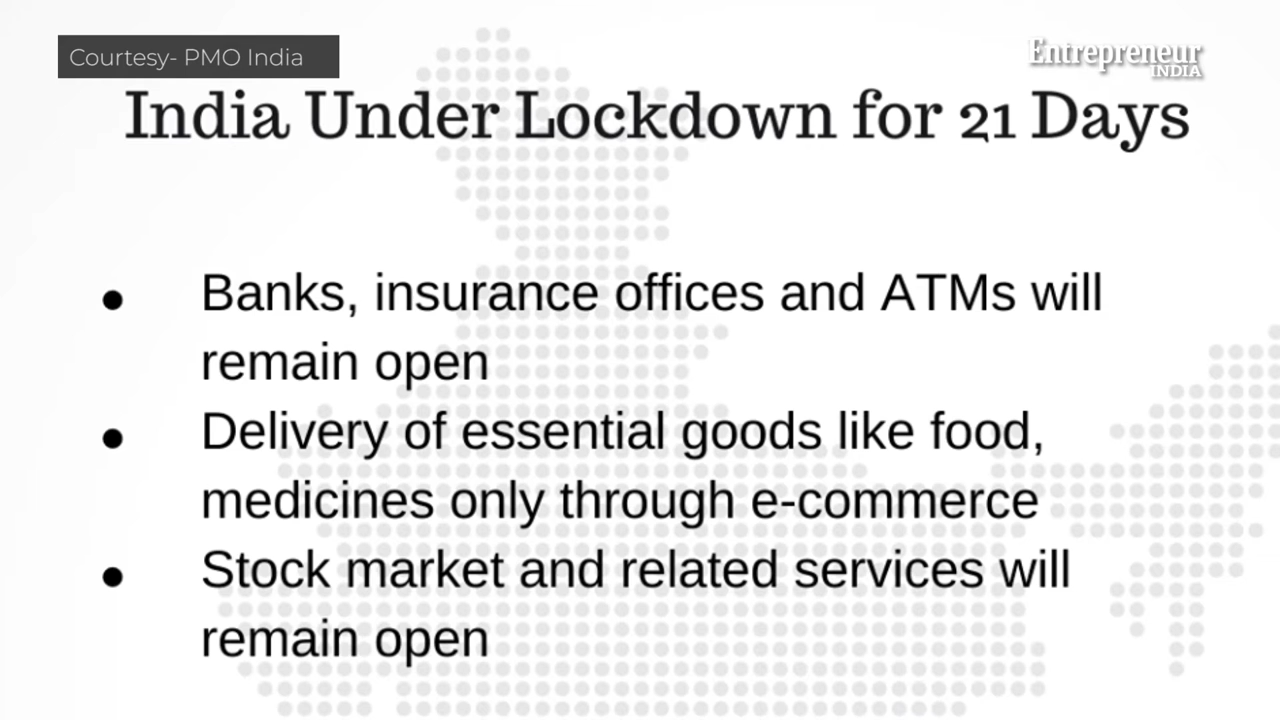 Courtesy- PMO India
Entrepreneur
INDIA
India Under Lockdown for 21 Days
• Banks, insurance offices and ATMs will
remain open
• Delivery of essential goods like food,
medicines only through e-commerce
• Stock market and related services will
remain open